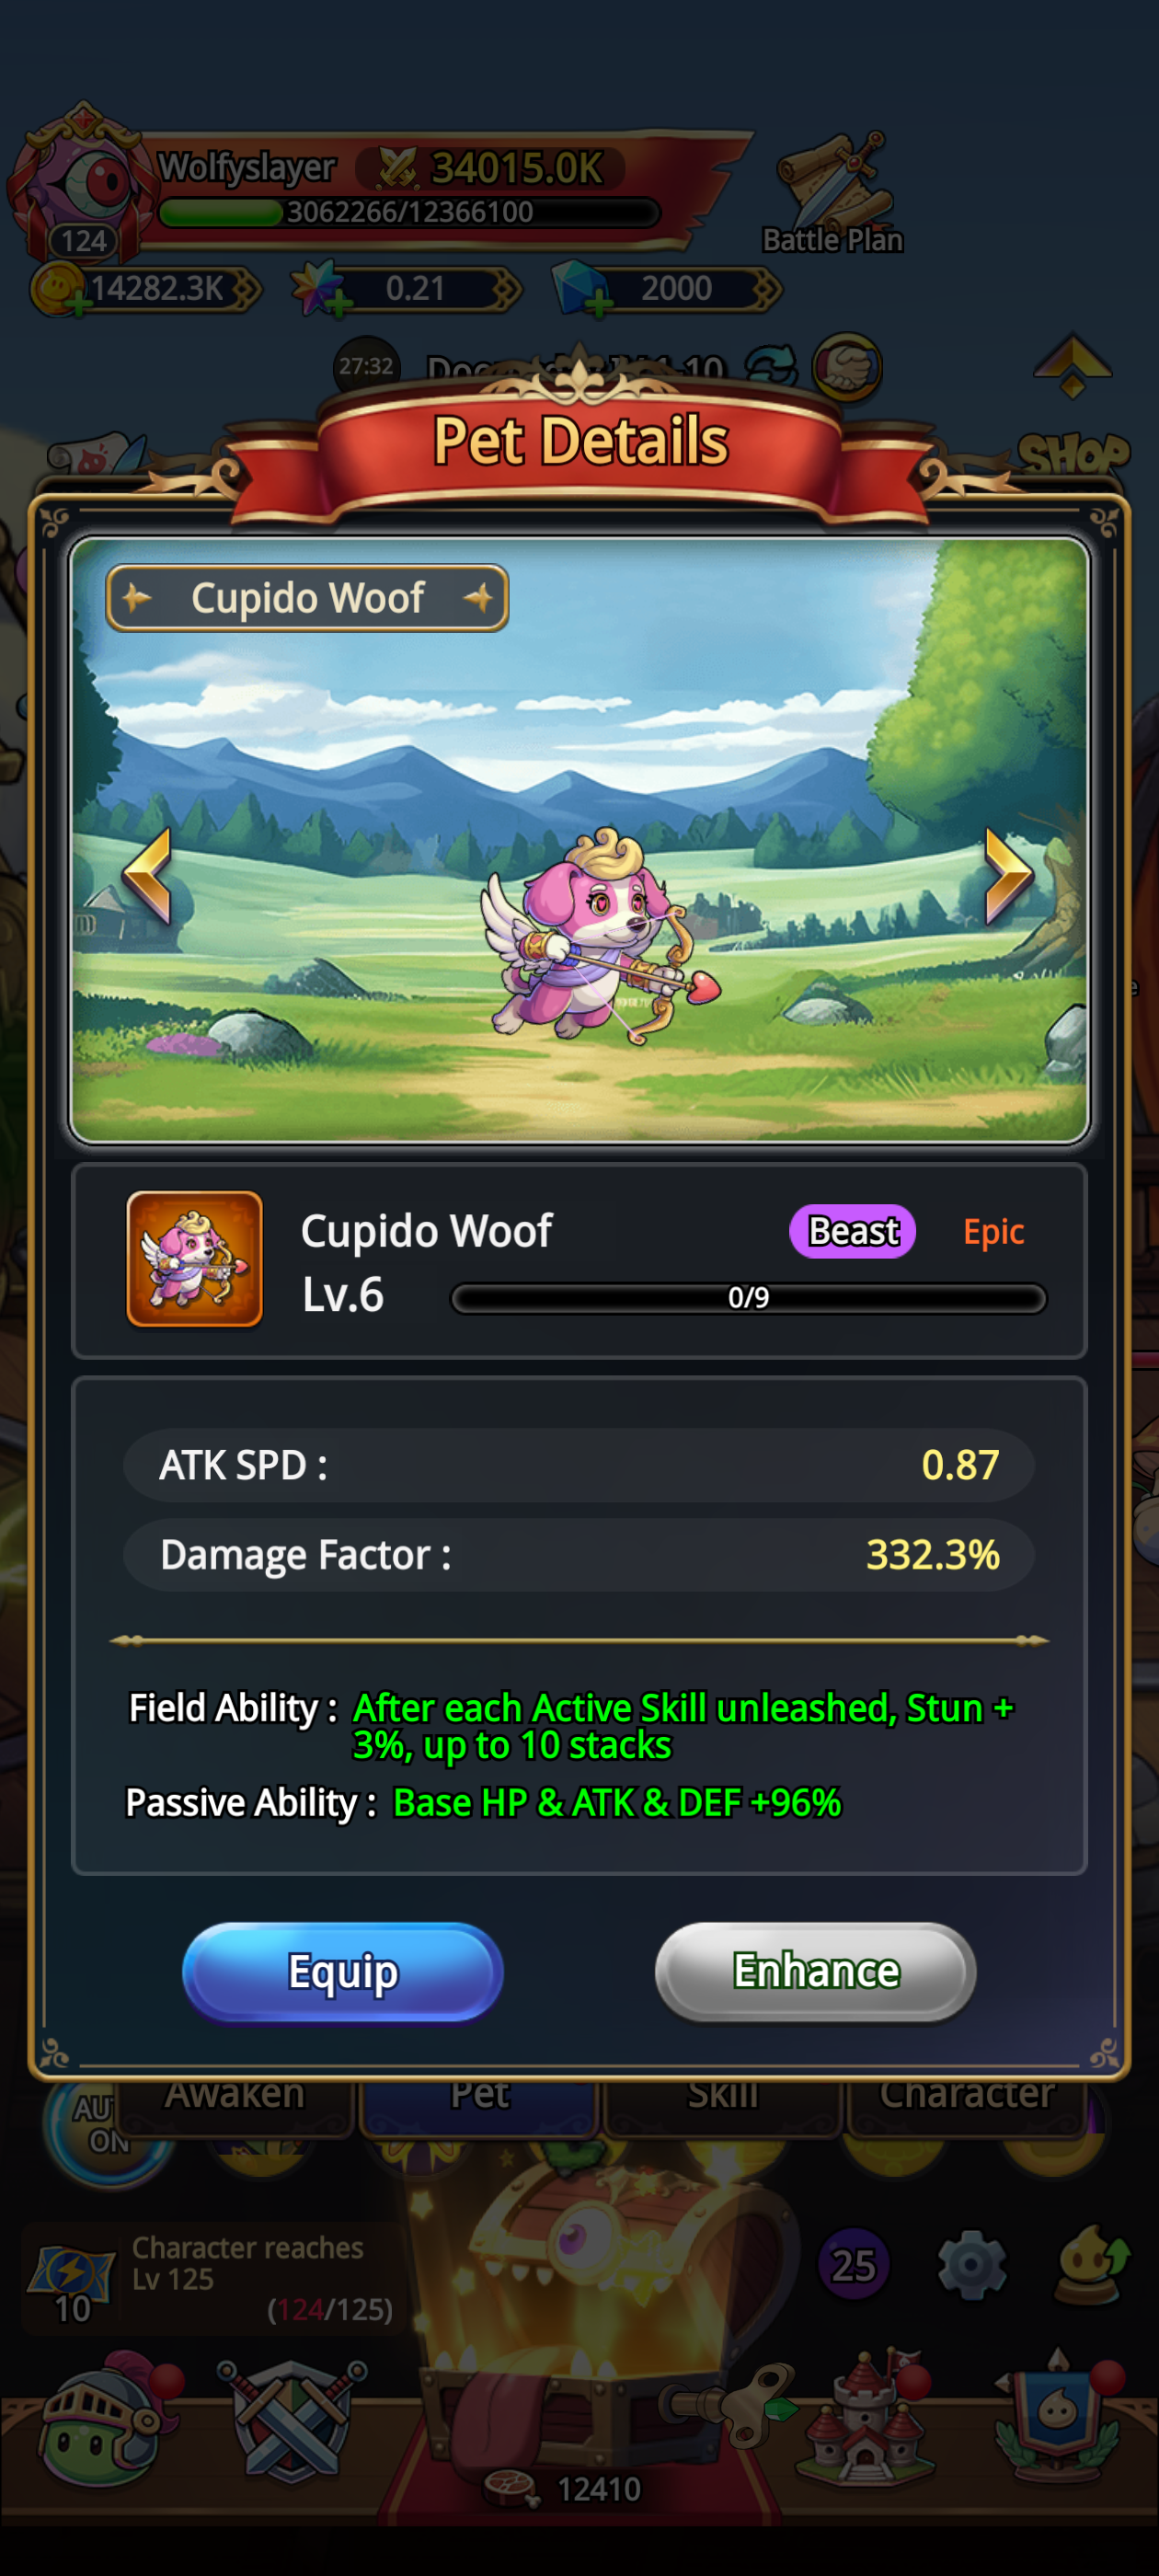 Wolfyslayer
34015.0K
3062266/12366100
124
Battle Plan
14282.3K
0.21
2000
27:32
SHOP
Pet Details
Cupido Woof
Cupido Woof
Beast
Epic
Lv.6
0/9
ATK SPD :
0.87
Damage Factor :
332.3%
Field Ability : After each Active Skill unleashed, Stun +
3%, up to 10 stacks
Passive Ability : Base HP & ATK & DEF +96%
Equip
Enhance
Awaken
Pet
Skill
Character
ON
Character reaches
Lv 125
(124/125)
10
25
12410